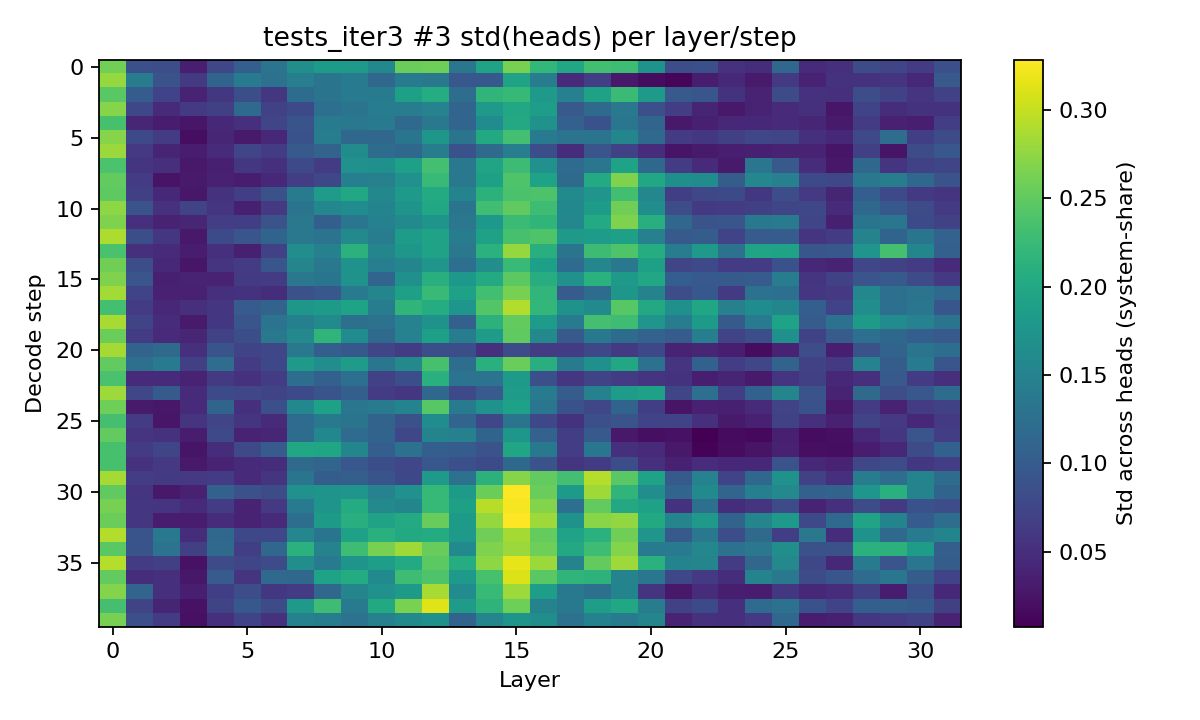 tests_iter3 #3 std(heads) per layer/step
0
5
10
15
20
25
30
35
Decode step
0 5 10 15 20 25 30
Layer
0.30
0.25
0.20
0.15
0.10
0.05
Std across heads (system-share)